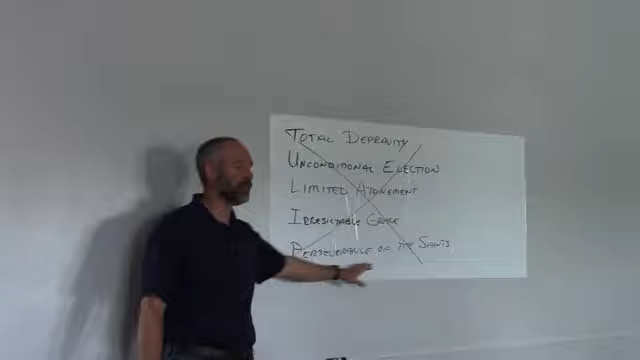 TOTAL DEPRAVITY
UNCONDITIONAL ELECTION
LIMITED ATONEMENT
IRRESISTABLE GRACE
PERSEVERANCE OF THE SAINTS